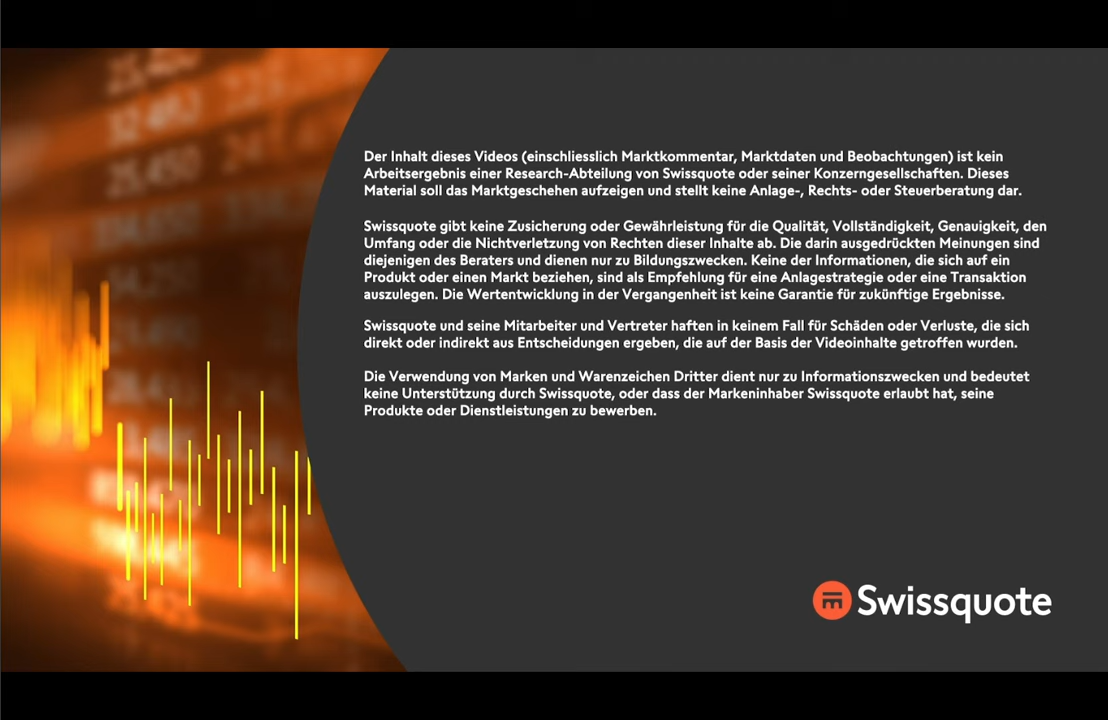 Der Inhalt dieses Videos (einschliesslich Marktkommentar, Marktdaten und Beobachtungen) ist kein
Arbeitsergebnis einer Research-Abteilung von Swissquote oder seiner Konzerngesellschaften. Dieses
Material soll das Marktgeschehen aufzeigen und stellt keine Anlage-, Rechts- oder Steuerberatung dar.
Swissquote gibt keine Zusicherung oder Gewährleistung für die Qualität, Vollständigkeit, Genauigkeit, den
Umfang oder die Nichtverletzung von Rechten dieser Inhalte ab. Die darin ausgedrückten Meinungen sind
diejenigen des Beraters und dienen nur zu Bildungszwecken. Keine der Informationen, die sich auf ein
Produkt oder einen Markt beziehen, sind als Empfehlung für eine Anlagestrategie oder eine Transaktion
auszulegen. Die Wertentwicklung in der Vergangenheit ist keine Garantie für zukünftige Ergebnisse.
Swissquote und seine Mitarbeiter und Vertreter haften in keinem Fall für Schäden oder Verluste, die sich
direkt oder indirekt aus Entscheidungen ergeben, die auf der Basis der Videoinhalte getroffen wurden.
Die Verwendung von Marken und Warenzeichen Dritter dient nur zu Informationszwecken und bedeutet
keine Unterstützung durch Swissquote, oder dass der Markeninhaber Swissquote erlaubt hat, seine
Produkte oder Dienstleistungen zu bewerben.
Swissquote